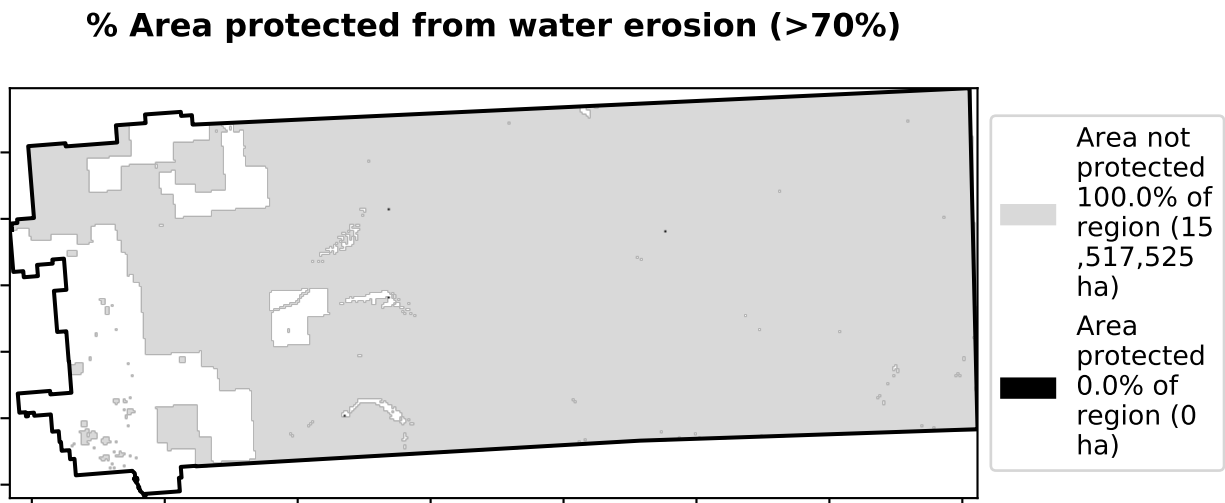 % Area protected from water erosion (>70%)
Area not
protected
100.0% of
region (15
,517,525
ha)
Area
protected
0.0% of
region (0
ha)